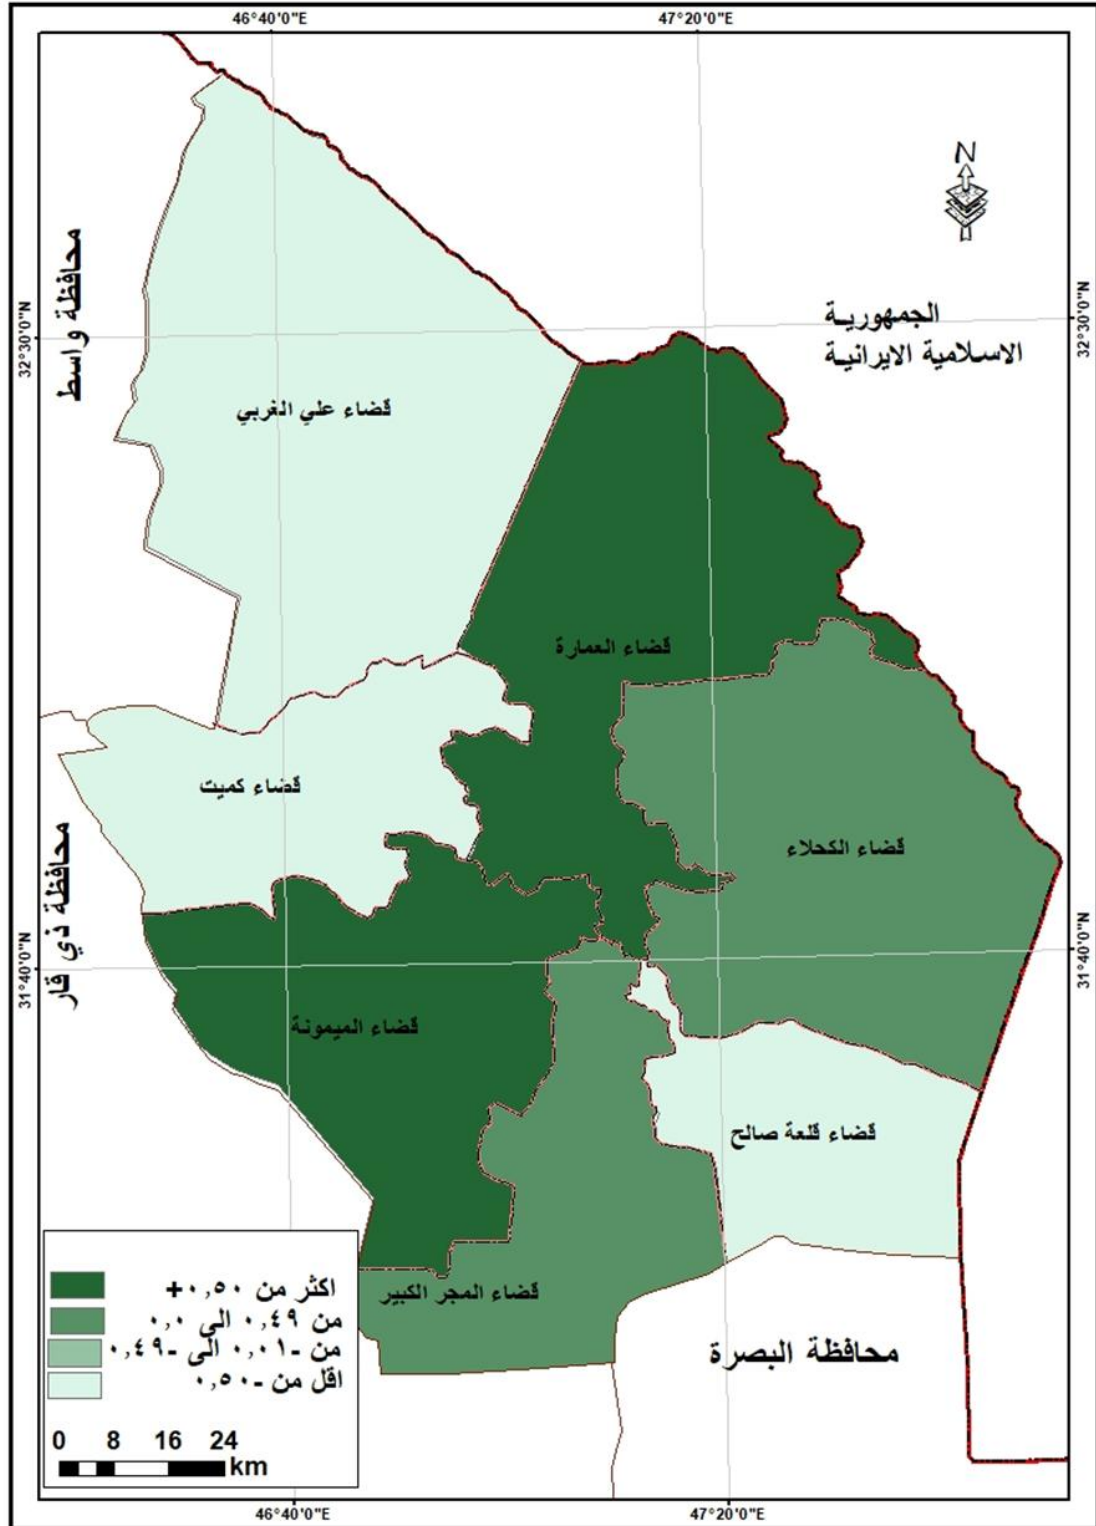 46°40'0"E
47°20'0"E
N
محافظة واسط
32°30'0"N
32°30'0"N
الجمهورية
الاسلامية الايرانية
قضاء علي الغربي
قضاء العمارة
قضاء كميت
قضاء الكحلاء
محافظة ذي قار
31°40'0"N
31°40'0"N
قضاء الميمونة
قضاء قلعة صالح
قضاء المجر الكبير
محافظة البصرة
اكثر من ٠,٥٠+
من ٠,٤٩ الى ٠,٠
من -٠,٠١ الى -٠,٤٩
اقل من -٠,٥٠
0 8 16 24
km
46°40'0"E
47°20'0"E